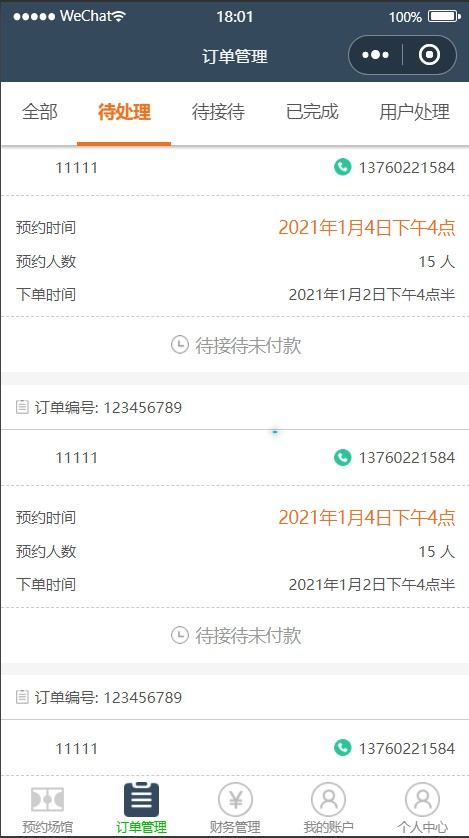 WeChat 18:01 100%
订单管理
全部 待处理 待接待 已完成 用户处理
11111 13760221584
预约时间 2021年1月4日下午4点
预约人数 15 人
下单时间 2021年1月2日下午4点半
待接待未付款
订单编号: 123456789
11111 13760221584
预约时间 2021年1月4日下午4点
预约人数 15 人
下单时间 2021年1月2日下午4点半
待接待未付款
订单编号: 123456789
11111 13760221584
预约场馆 订单管理 财务管理 我的账户 个人中心